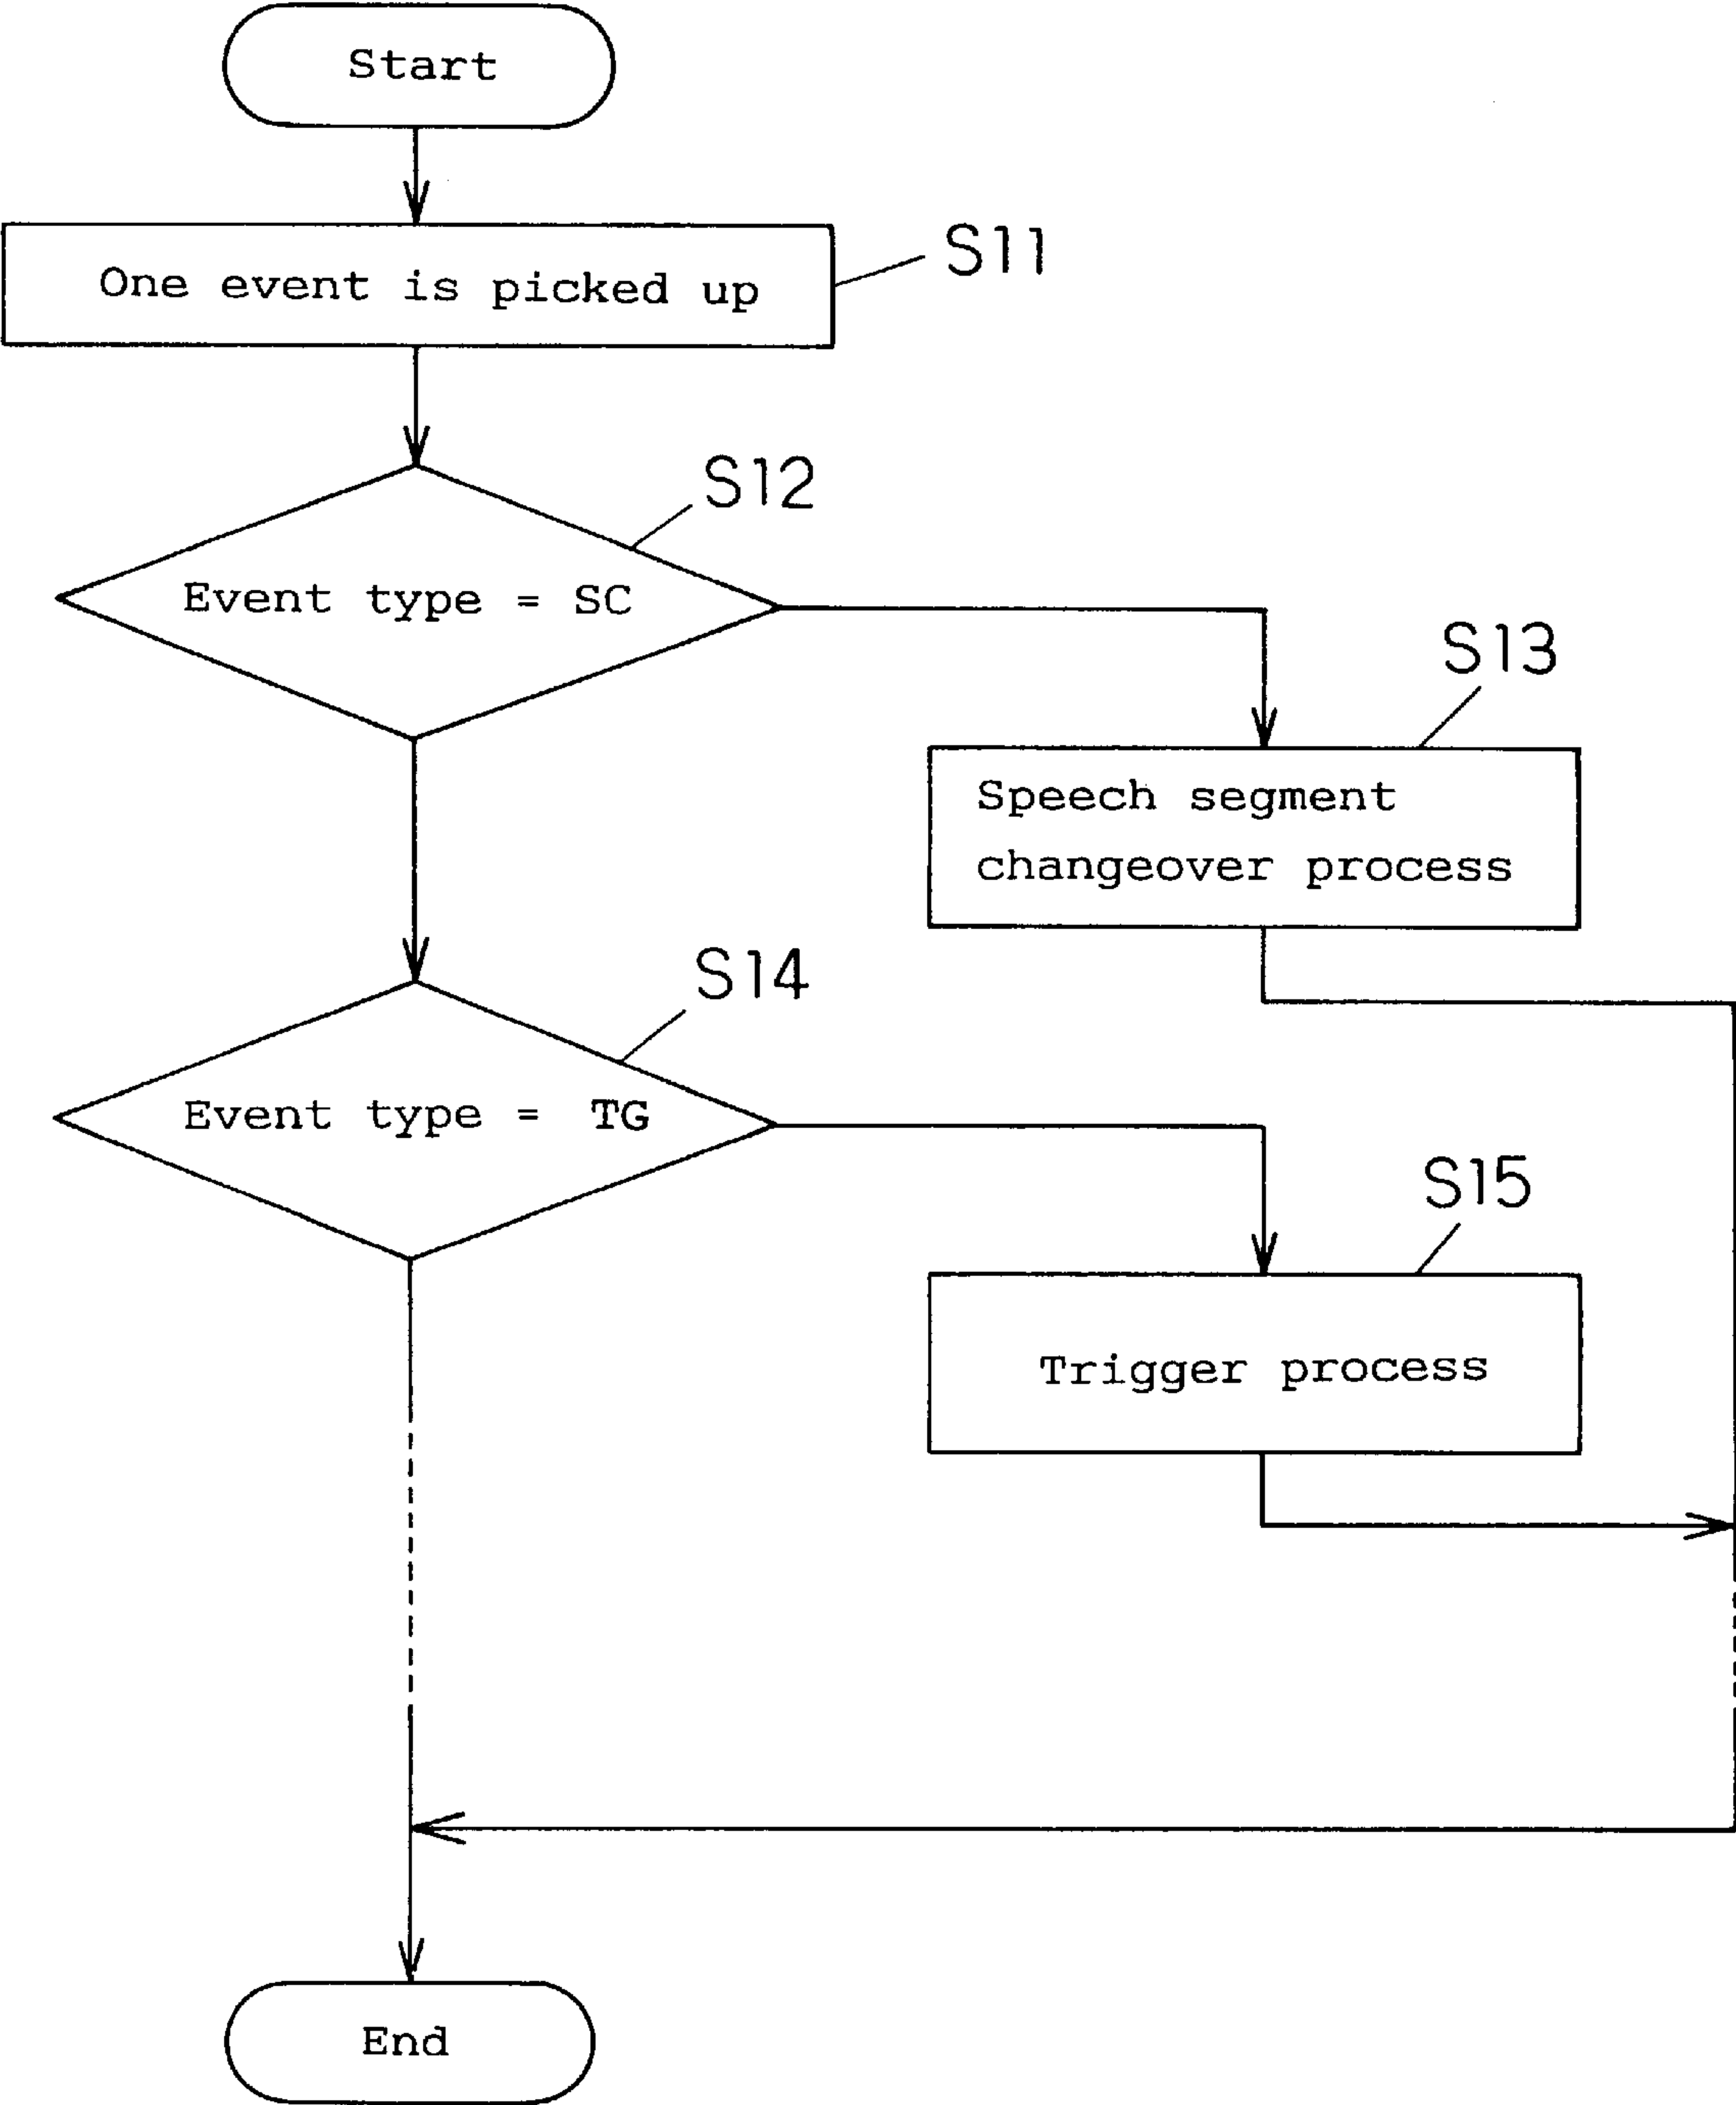 Start
One event is picked up
S11
S12
Event type = SC
S13
Speech segment
changeover process
S14
Event type = TG
S15
Trigger process
End